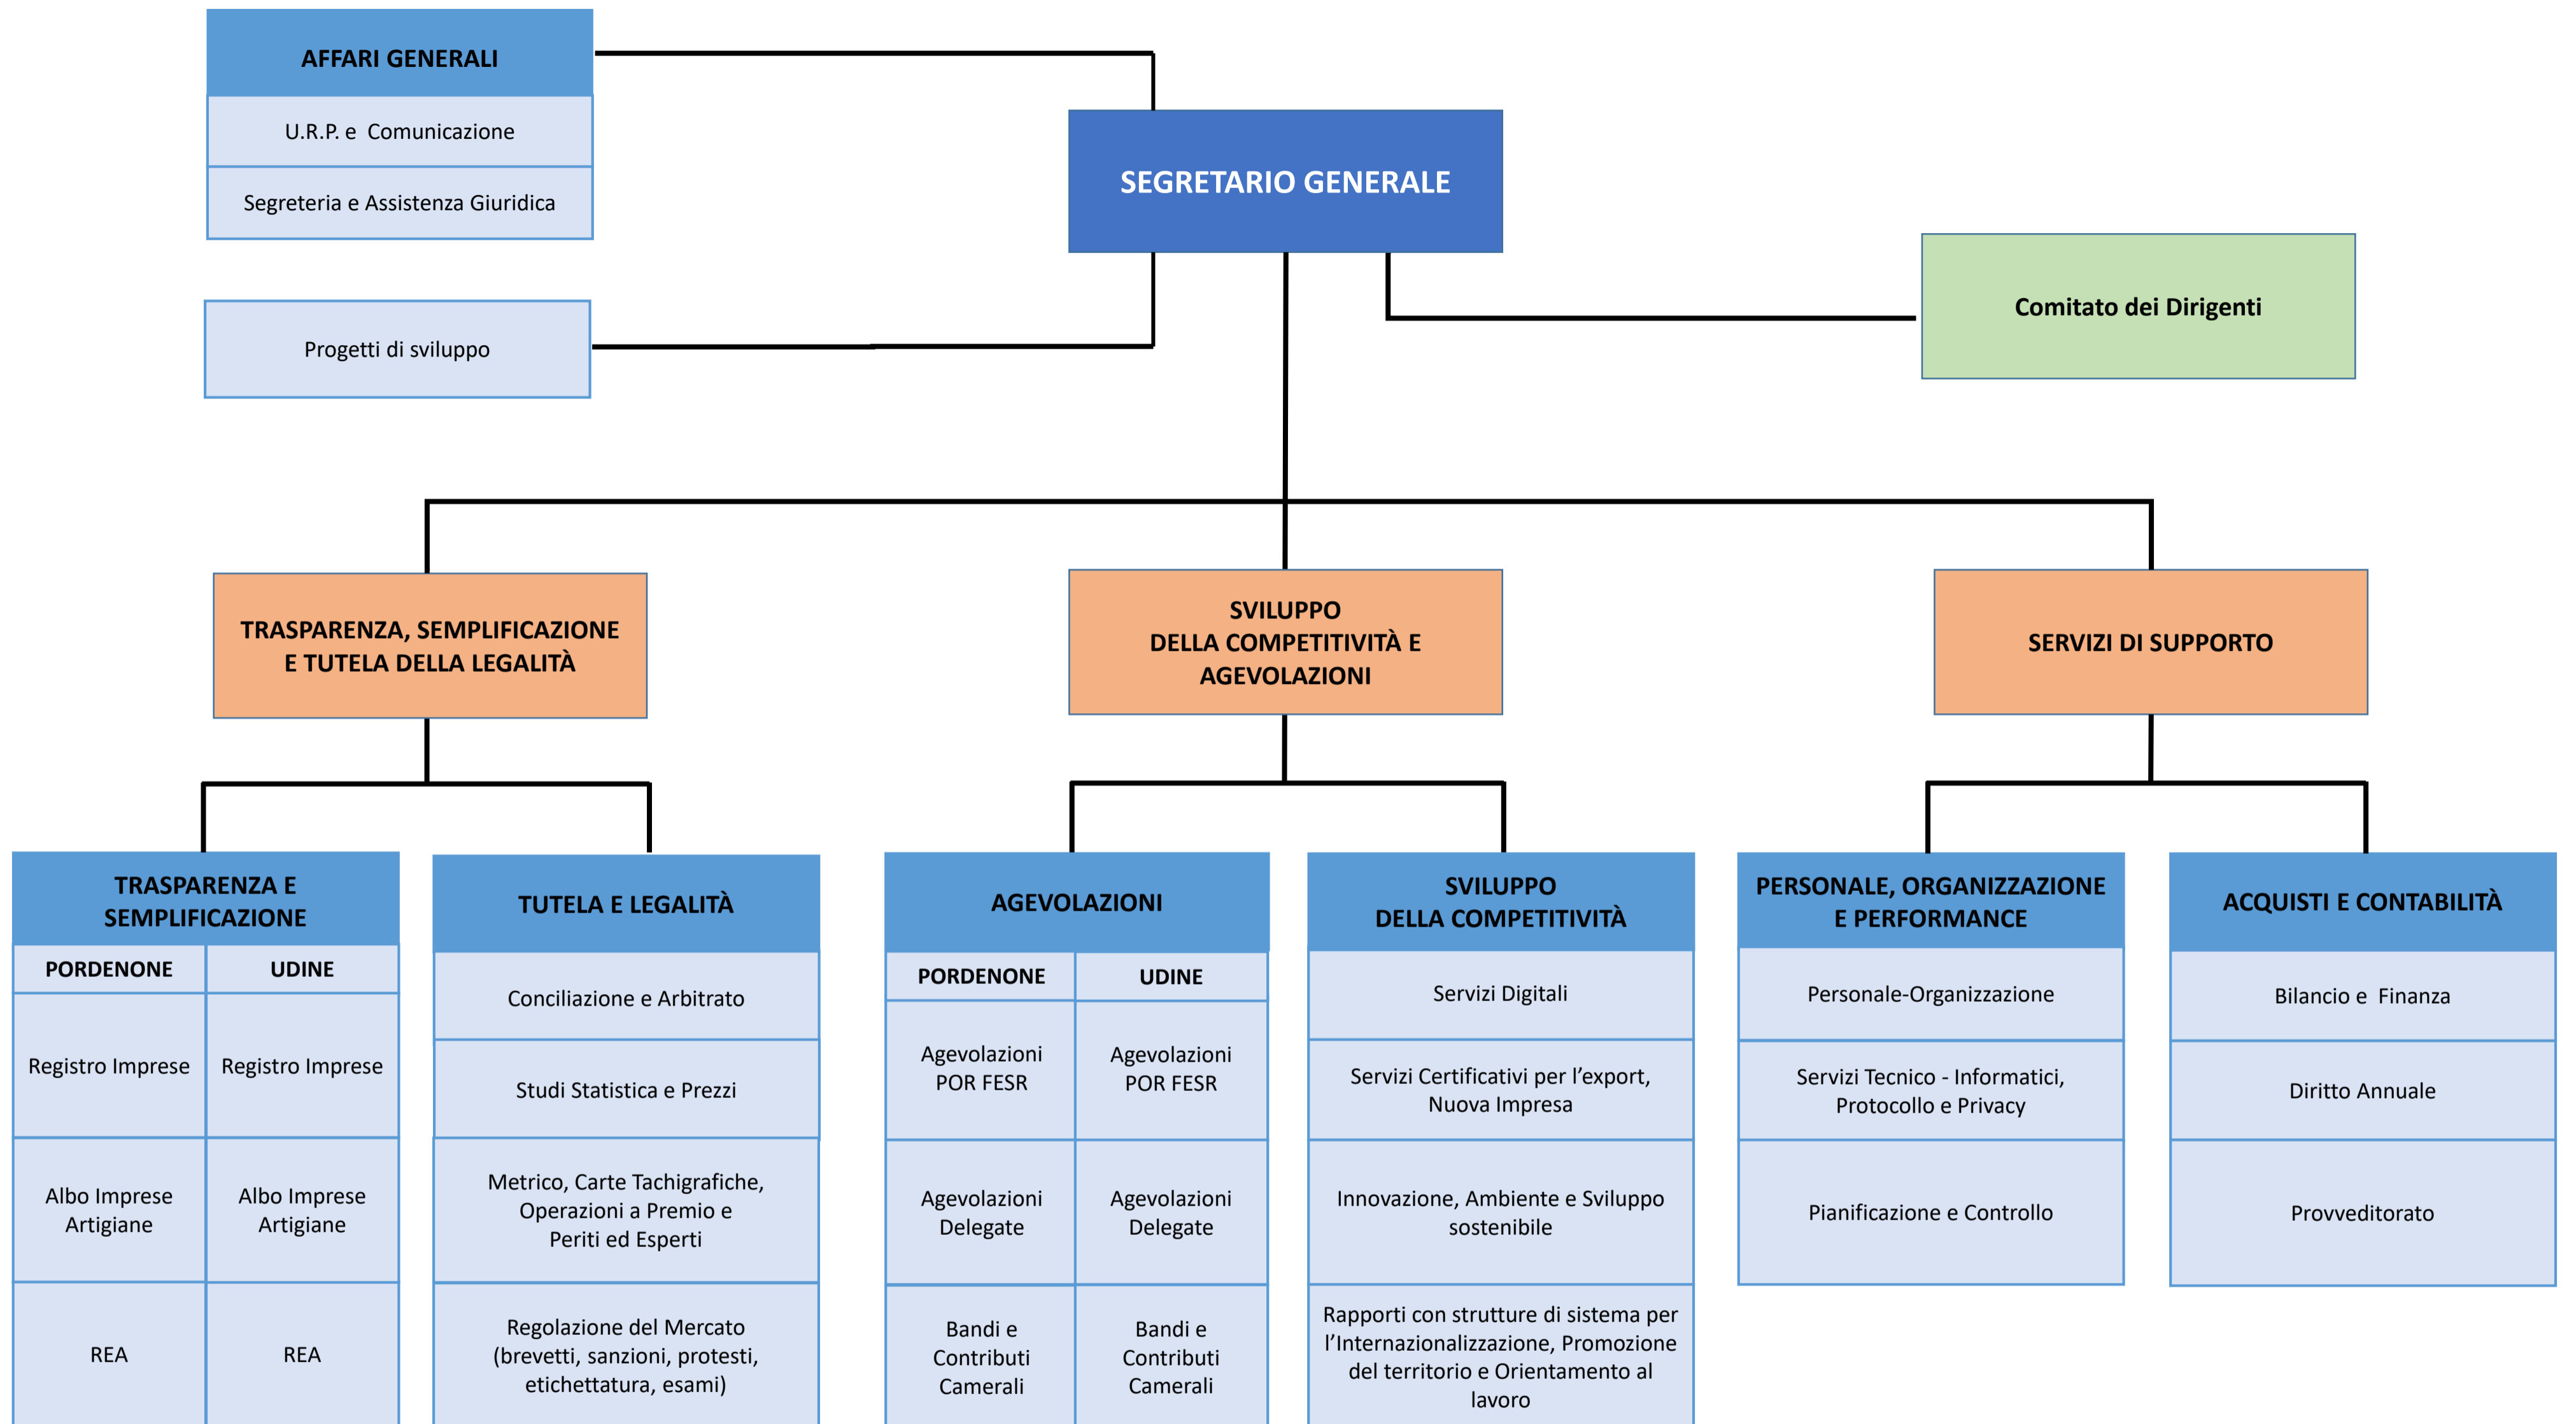 AFFARI GENERALI
U.R.P. e  Comunicazione
Segreteria e Assistenza Giuridica
SEGRETARIO GENERALE
Progetti di sviluppo
Comitato dei Dirigenti
TRASPARENZA, SEMPLIFICAZIONE
E TUTELA DELLA LEGALITÀ
SVILUPPO
DELLA COMPETITIVITÀ E
AGEVOLAZIONI
SERVIZI DI SUPPORTO
TRASPARENZA E
SEMPLIFICAZIONE
PORDENONE
UDINE
Registro Imprese
Registro Imprese
Albo Imprese
Artigiane
Albo Imprese
Artigiane
REA
REA
TUTELA E LEGALITÀ
Conciliazione e Arbitrato
Studi Statistica e Prezzi
Metrico, Carte Tachigrafiche,
Operazioni a Premio e
Periti ed Esperti
Regolazione del Mercato
(brevetti, sanzioni, protesti,
etichettatura, esami)
AGEVOLAZIONI
PORDENONE
UDINE
Agevolazioni
POR FESR
Agevolazioni
POR FESR
Agevolazioni
Delegate
Agevolazioni
Delegate
Bandi e
Contributi
Camerali
Bandi e
Contributi
Camerali
SVILUPPO
DELLA COMPETITIVITÀ
Servizi Digitali
Servizi Certificativi per l’export,
Nuova Impresa
Innovazione, Ambiente e Sviluppo
sostenibile
Rapporti con strutture di sistema per
l’Internazionalizzazione, Promozione
del territorio e Orientamento al
lavoro
PERSONALE, ORGANIZZAZIONE
E PERFORMANCE
Personale-Organizzazione
Servizi Tecnico - Informatici,
Protocollo e Privacy
Pianificazione e Controllo
ACQUISTI E CONTABILITÀ
Bilancio e  Finanza
Diritto Annuale
Provveditorato